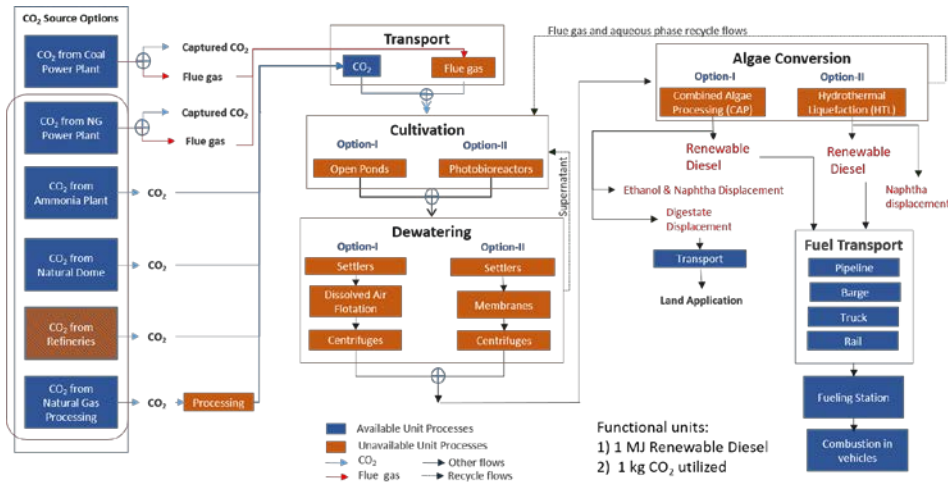 CO₂ Source Options
CO₂ from Coal
Power Plant
Captured CO₂
Flue gas
CO₂ from NG
Power Plant
Captured CO₂
Flue gas
CO₂ from
Ammonia Plant
CO₂
CO₂ from
Natural Dome
CO₂
CO₂ from
Refineries
CO₂
CO₂ from
Natural Gas
Processing
CO₂
Processing
Transport
CO₂
Flue gas
Flue gas and aqueous phase recycle flows
Cultivation
Option-I
Option-II
Open Ponds
Photobioreactors
Supernatant
Dewatering
Option-I
Option-II
Settlers
Settlers
Dissolved Air
Flotation
Membranes
Centrifuges
Centrifuges
Algae Conversion
Option-I
Option-II
Combined Algae
Processing (CAP)
Hydrothermal
Liquefaction (HTL)
Renewable
Diesel
Renewable
Diesel
Ethanol & Naphtha Displacement
Naphtha
displacement
Digestate
Displacement
Transport
Land Application
Fuel Transport
Pipeline
Barge
Truck
Rail
Fueling Station
Combustion in
vehicles
Available Unit Processes
Unavailable Unit Processes
CO₂
Other flows
Flue gas
Recycle flows
Functional units:
1) 1 MJ Renewable Diesel
2) 1 kg CO₂ utilized